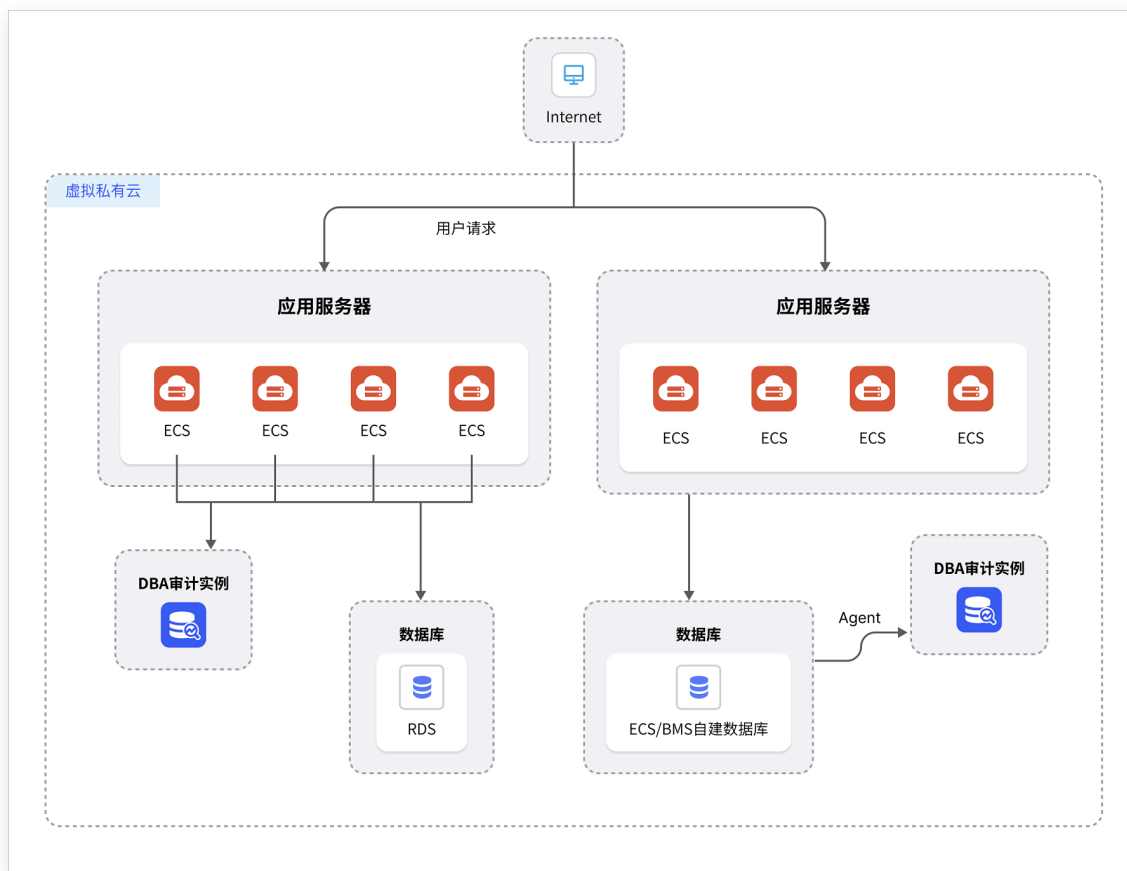 Internet
虚拟私有云
用户请求
应用服务器
ECS
ECS
ECS
ECS
应用服务器
ECS
ECS
ECS
ECS
DBA审计实例
数据库
RDS
数据库
ECS/BMS自建数据库
Agent
DBA审计实例